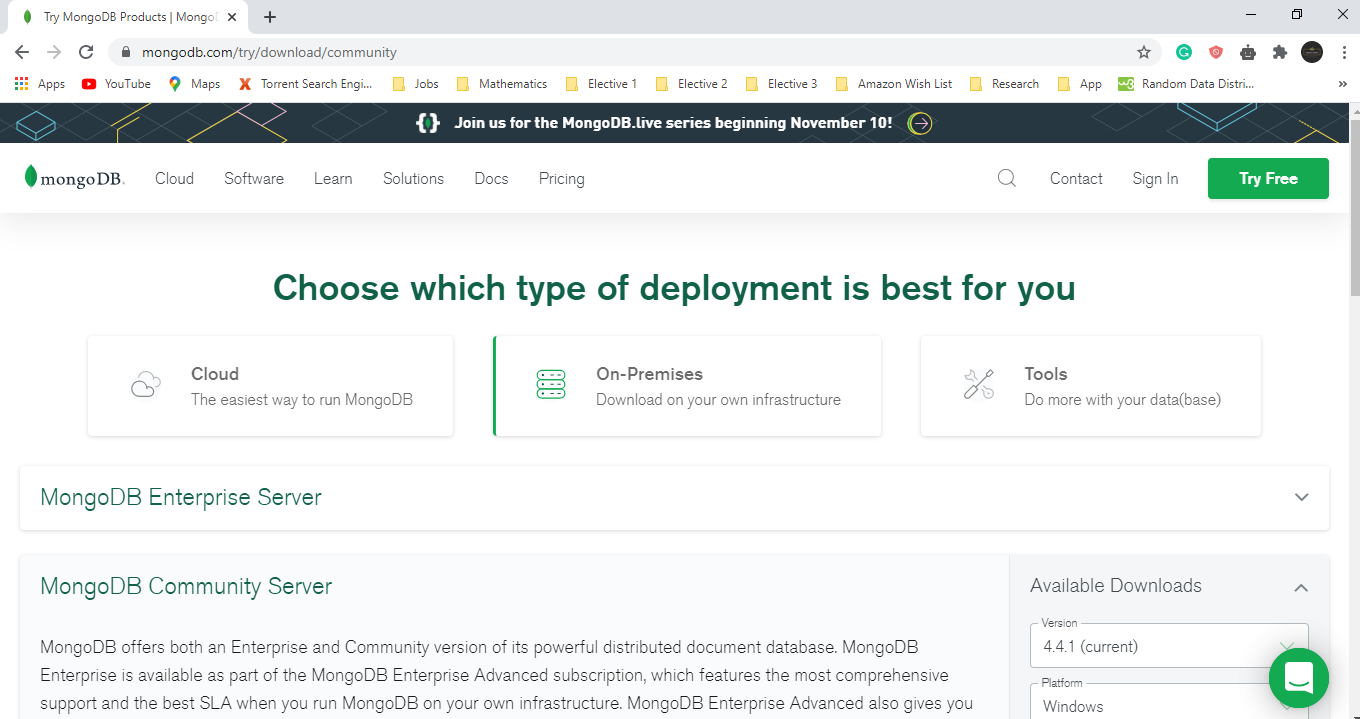 Try MongoDB Products | Mongo
mongodb.com/try/download/community
Apps YouTube Maps Torrent Search Engi... Jobs Mathematics Elective 1 Elective 2 Elective 3 Amazon Wish List Research App Random Data Distri...
Join us for the MongoDB.live series beginning November 10!
mongoDB. Cloud Software Learn Solutions Docs Pricing Contact Sign In Try Free
Choose which type of deployment is best for you
Cloud
The easiest way to run MongoDB
On-Premises
Download on your own infrastructure
Tools
Do more with your data(base)
MongoDB Enterprise Server
MongoDB Community Server
MongoDB offers both an Enterprise and Community version of its powerful distributed document database. MongoDB
Enterprise is available as part of the MongoDB Enterprise Advanced subscription, which features the most comprehensive
support and the best SLA when you run MongoDB on your own infrastructure. MongoDB Enterprise Advanced also gives you
Available Downloads
Version
4.4.1 (current)
Platform
Windows